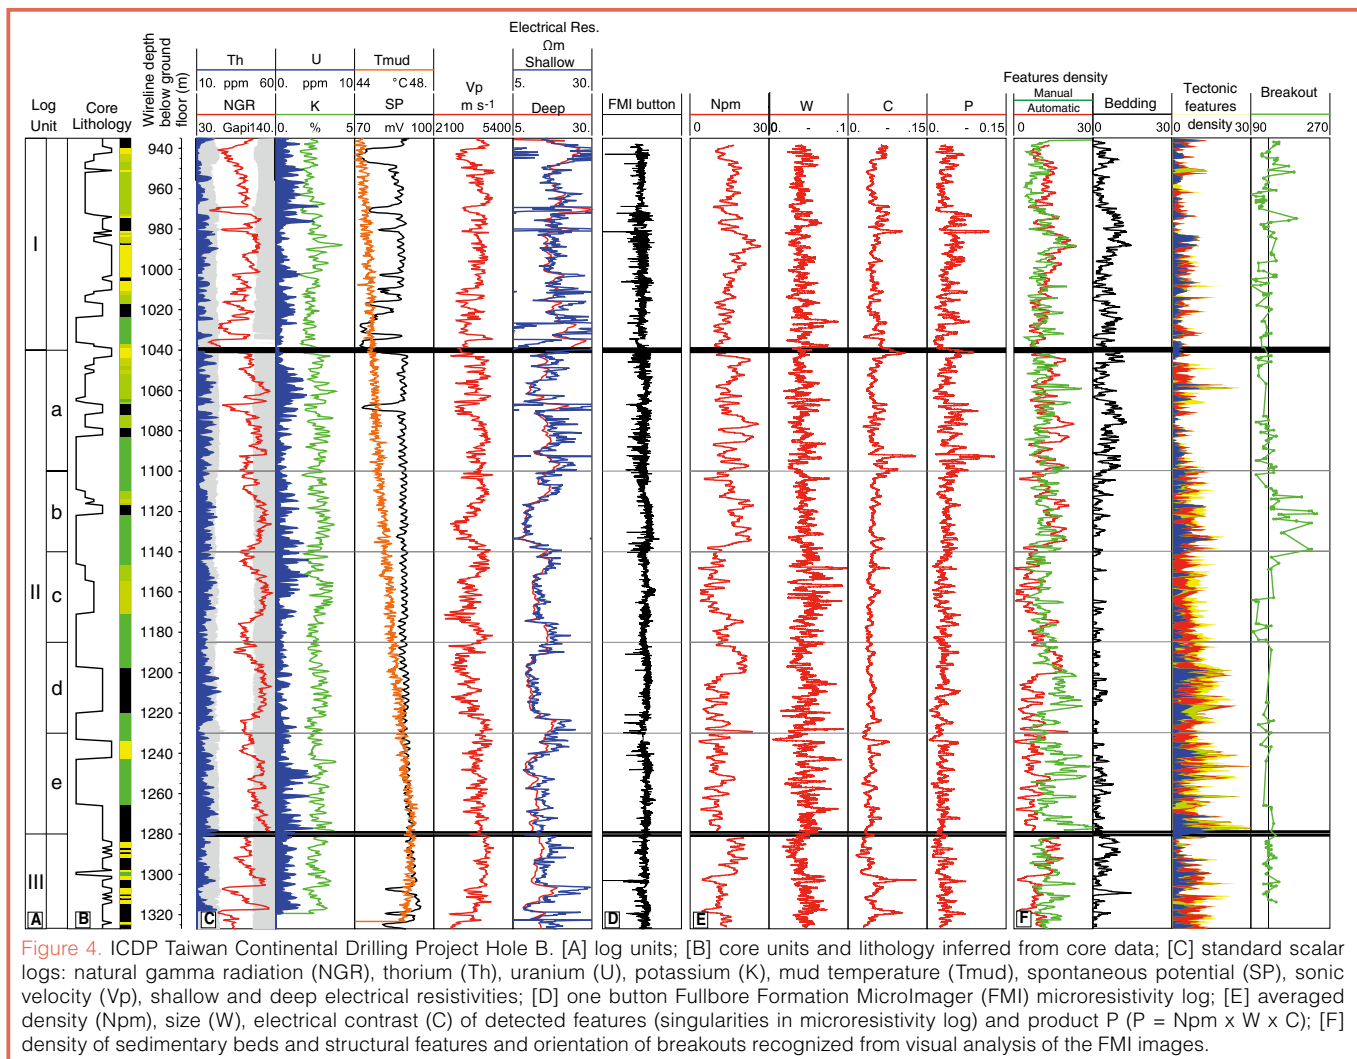 Electrical Res.
Th U Tmud Ωm Shallow
10. ppm 60 0. ppm 10 44 °C 48. Vp 5. 30.
NGR K SP m s-1 Deep
30. Gapi 140. 0. % 5 70 mV 100 2100 5400 5. 30.
Log Unit
Core Lithology
Wireline depth below ground floor (m)
FMI button
Npm W C P
0 30 0. - .1 0. - .15 0. - 0.15
Features density
Manual
Automatic
0 30
Bedding
0 30
Tectonic features density
30
Breakout
90 270
940
960
980
I
1000
1020
1040
1060
a
1080
1100
b
1120
1140
II
c
1160
1180
1200
d
1220
1240
e
1260
1280
1300
III
1320
A B C D E F
Figure 4. ICDP Taiwan Continental Drilling Project Hole B. [A] log units; [B] core units and lithology inferred from core data; [C] standard scalar
logs: natural gamma radiation (NGR), thorium (Th), uranium (U), potassium (K), mud temperature (Tmud), spontaneous potential (SP), sonic
velocity (Vp), shallow and deep electrical resistivities; [D] one button Fullbore Formation MicroImager (FMI) microresistivity log; [E] averaged
density (Npm), size (W), electrical contrast (C) of detected features (singularities in microresistivity log) and product P (P = Npm x W x C); [F]
density of sedimentary beds and structural features and orientation of breakouts recognized from visual analysis of the FMI images.